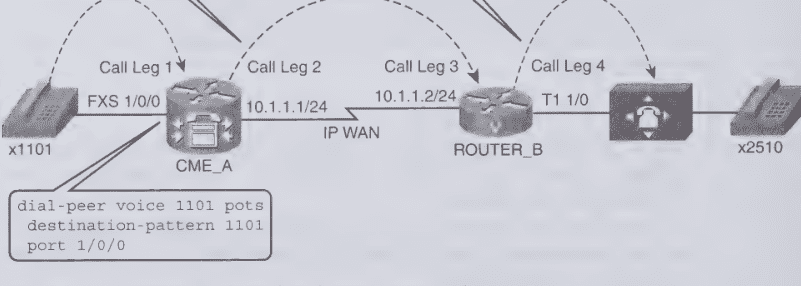 Call Leg 1
Call Leg 2
Call Leg 3
Call Leg 4
FXS 1/0/0
10.1.1.1/24
10.1.1.2/24
T1 1/0
IP WAN
x1101
CME_A
ROUTER_B
x2510
dial-peer voice 1101 pots
destination-pattern 1101
port 1/0/0